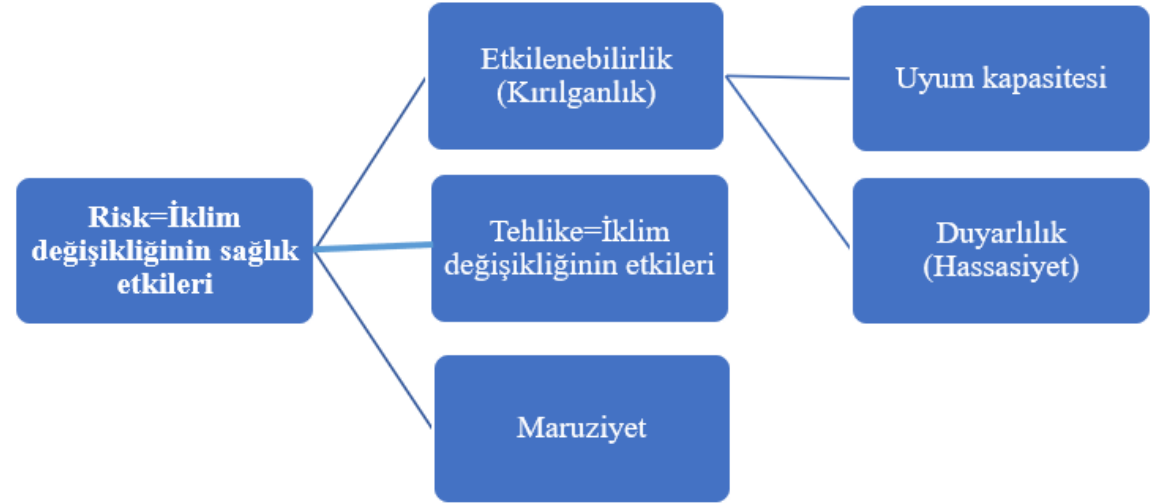 Risk=İklim
değişikliğinin sağlık
etkileri
Etkilenebilirlik
(Kırılganlık)
Tehlike=İklim
değişikliğinin etkileri
Maruziyet
Uyum kapasitesi
Duyarlılık
(Hassasiyet)